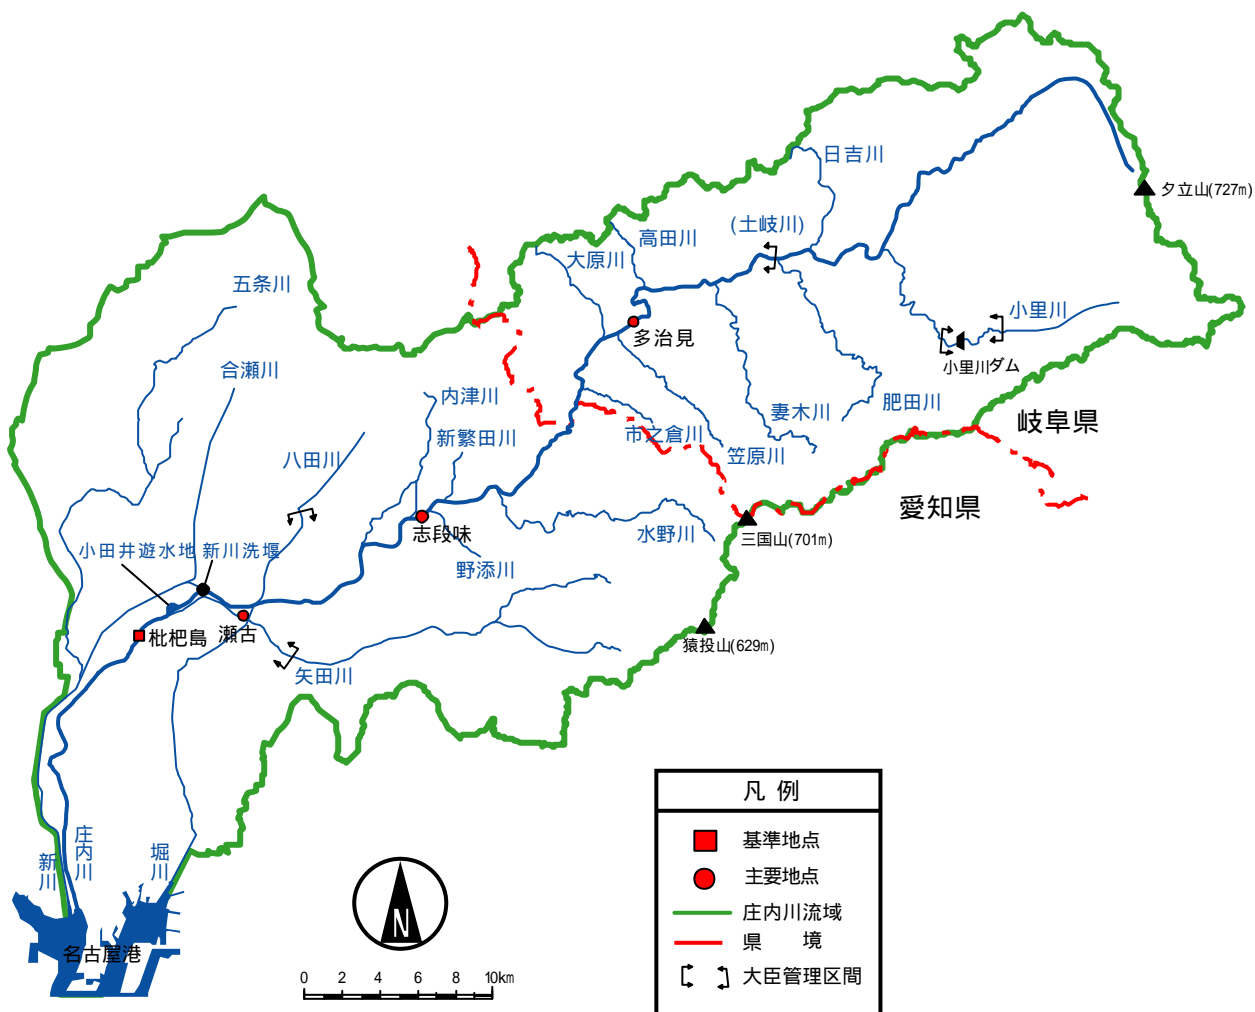 日吉川
夕立山(727m)
(土岐川)
高田川
大原川
五条川
小里川
多治見
小里川ダム
合瀬川
内津川
妻木川
肥田川
岐阜県
新繁田川
市之倉川
笠原川
八田川
愛知県
志段味
水野川
三国山(701m)
小田井遊水地
新川洗堰
野添川
枇杷島
瀬古
猿投山(629m)
矢田川
凡例
基準地点
主要地点
庄内川流域
県境
大臣管理区間
庄内川
新川
堀川
名古屋港
N
0 2 4 6 8 10km